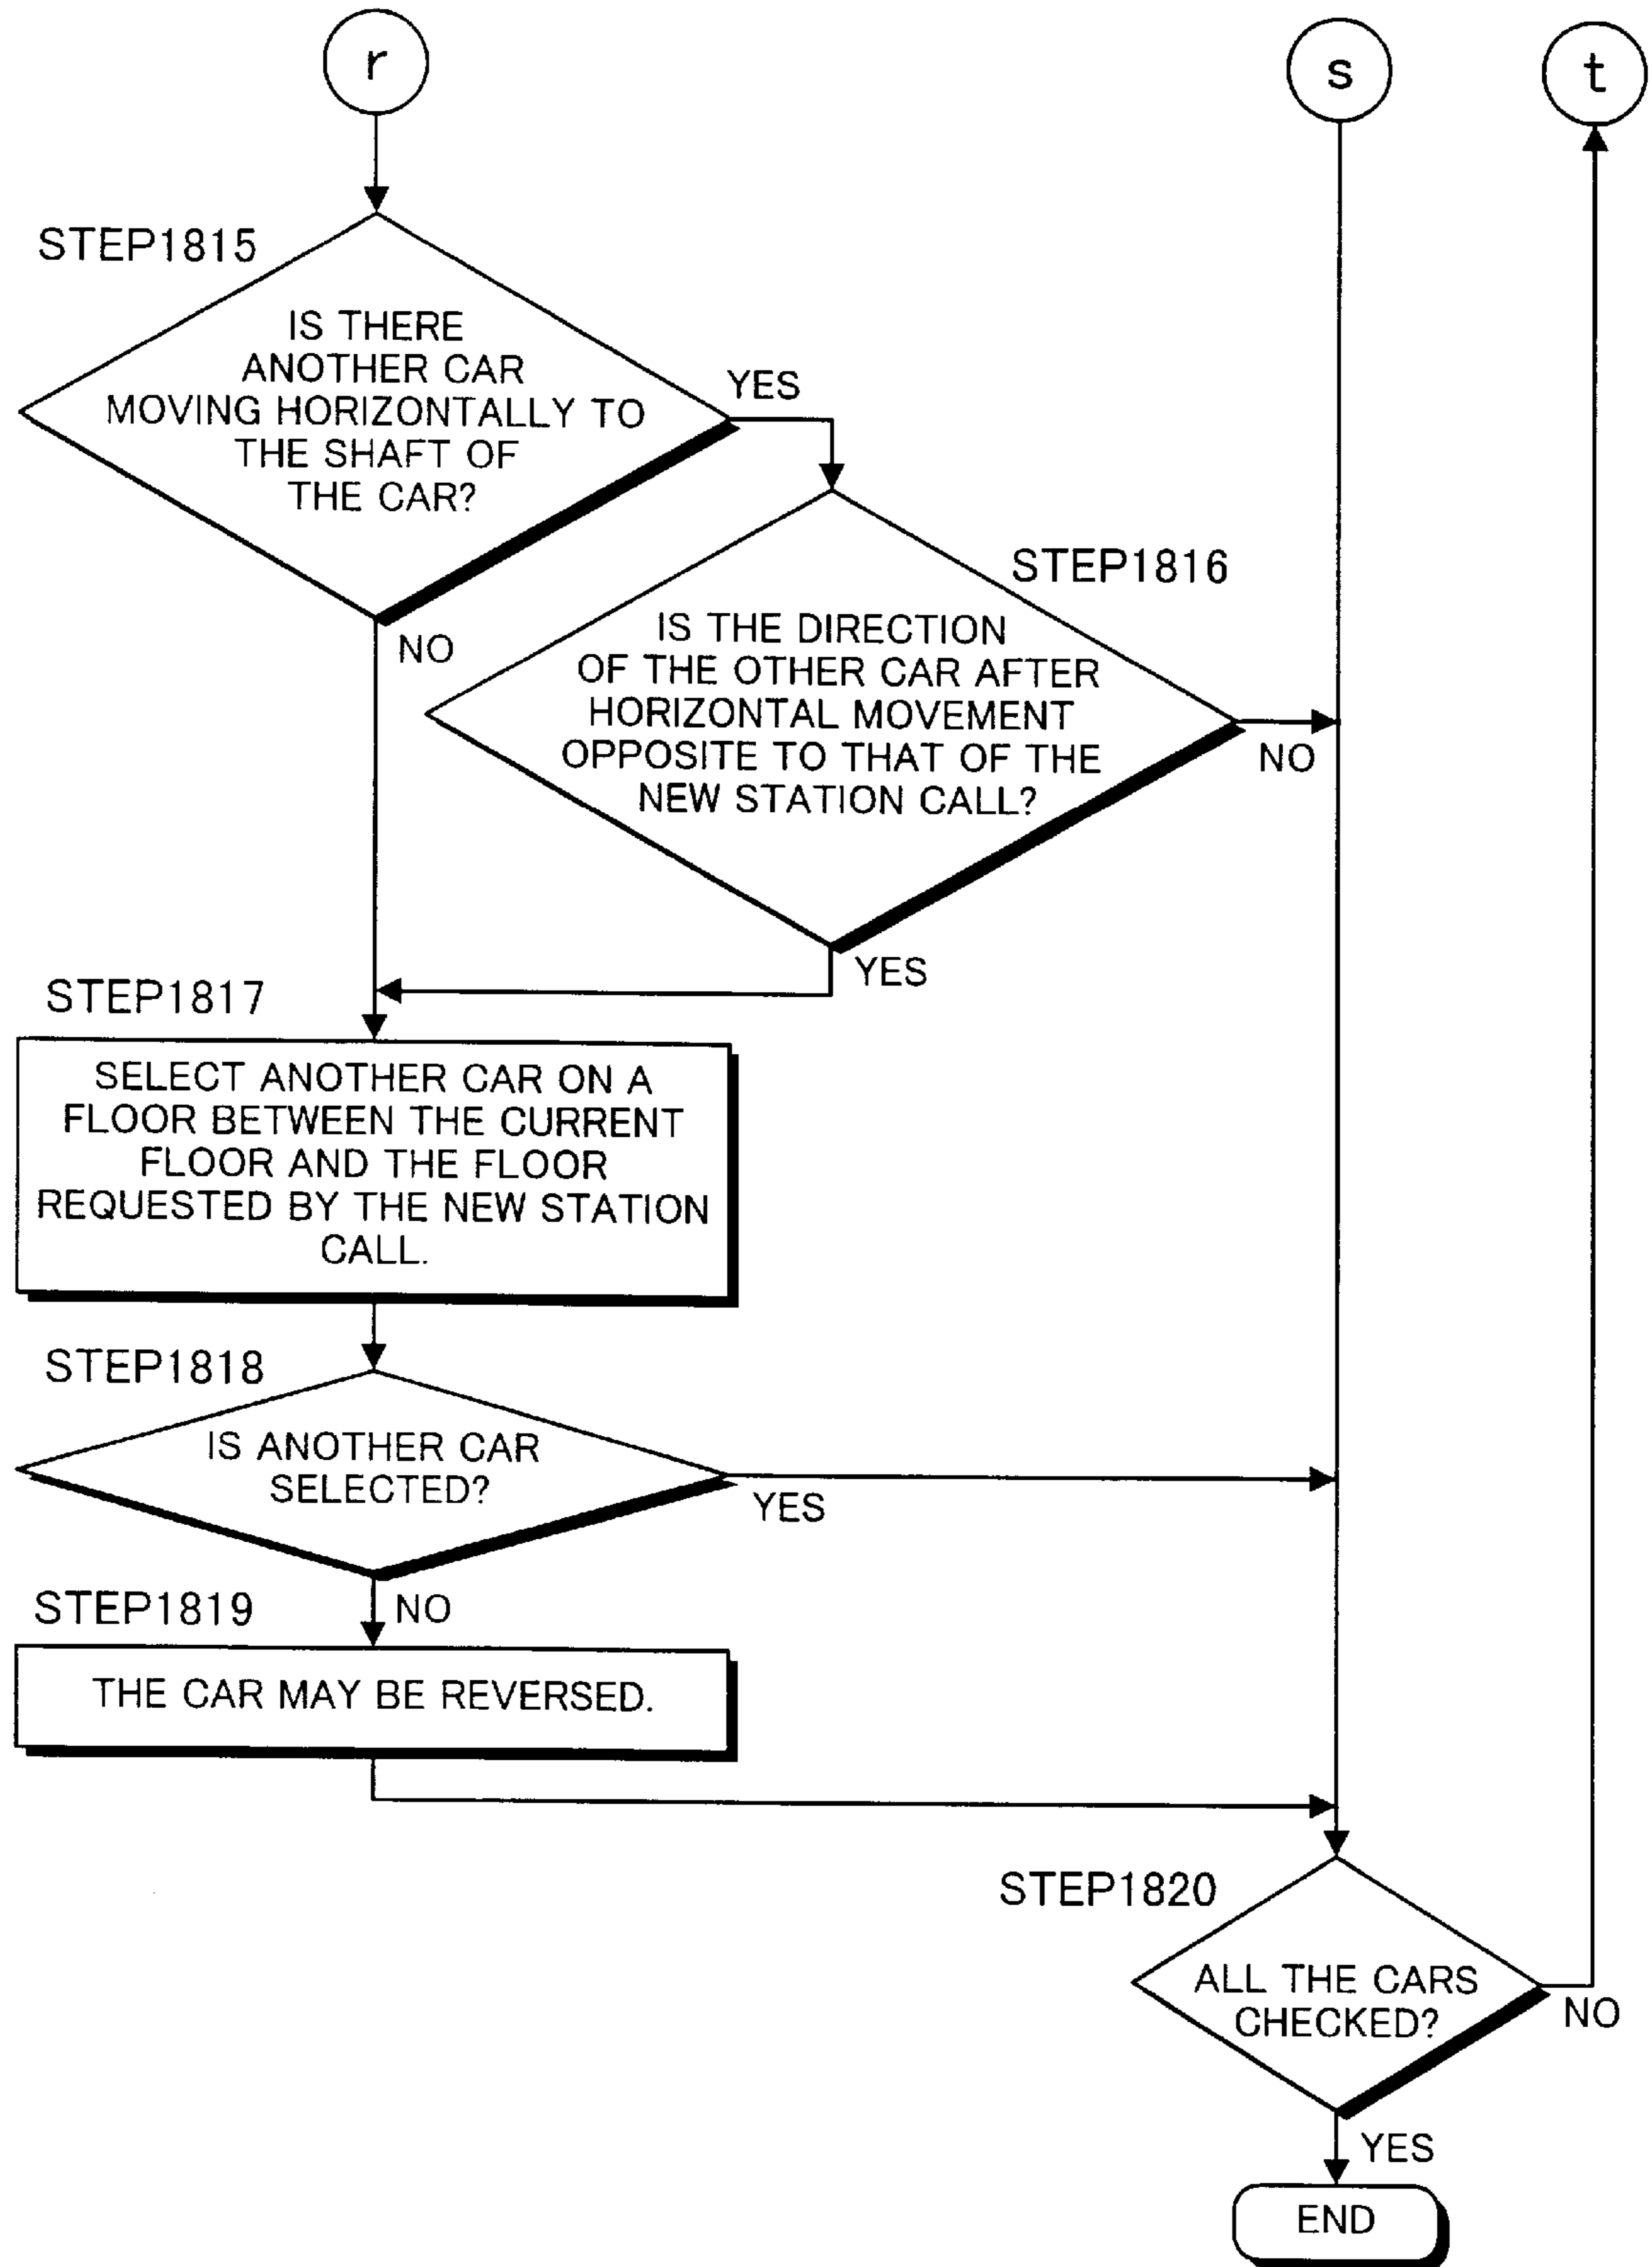 r
s
t
STEP1815
IS THERE
ANOTHER CAR
MOVING HORIZONTALLY TO
THE SHAFT OF
THE CAR?
YES
NO
STEP1816
IS THE DIRECTION
OF THE OTHER CAR AFTER
HORIZONTAL MOVEMENT
OPPOSITE TO THAT OF THE
NEW STATION CALL?
NO
YES
STEP1817
SELECT ANOTHER CAR ON A
FLOOR BETWEEN THE CURRENT
FLOOR AND THE FLOOR
REQUESTED BY THE NEW STATION
CALL.
STEP1818
IS ANOTHER CAR
SELECTED?
YES
NO
STEP1819
THE CAR MAY BE REVERSED.
STEP1820
ALL THE CARS
CHECKED?
NO
YES
END